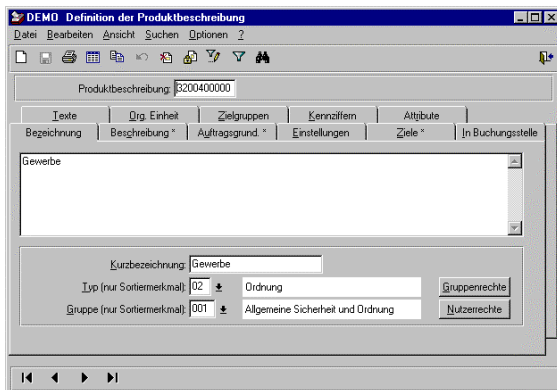 DEMO Definition der Produktbeschreibung
Datei Bearbeiten Ansicht Suchen Optionen ?
Produktbeschreibung: 3200400000
Texte Org. Einheit Zielgruppen Kennziffern Attribute
Bezeichnung Beschreibung * Auftragsgrund. * Einstellungen Ziele * In Buchungsstelle
Gewerbe
Kurzbezeichnung: Gewerbe
Typ (nur Sortiermerkmal): 02 Ordnung Gruppenrechte
Gruppe (nur Sortiermerkmal): 001 Allgemeine Sicherheit und Ordnung Nutzerrechte